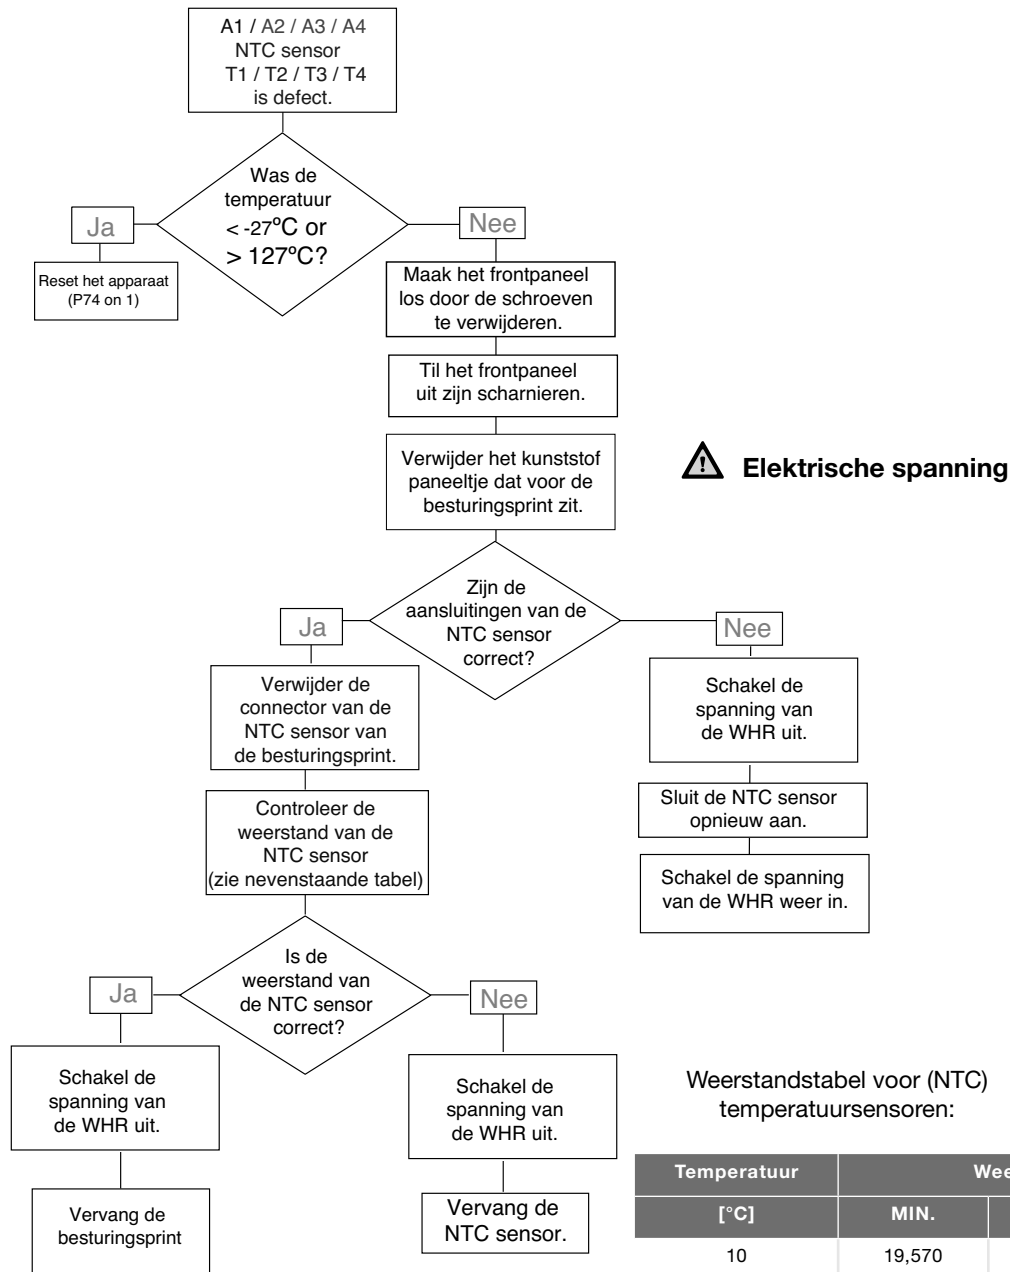 A1 / A2 / A3 / A4
NTC sensor
T1 / T2 / T3 / T4
is defect.
Was de
temperatuur
< -27ºC or
> 127ºC?
Ja
Nee
Reset het apparaat
(P74 on 1)
Maak het frontpaneel
los door de schroeven
te verwijderen.
Til het frontpaneel
uit zijn scharnieren.
Verwijder het kunststof
paneeltje dat voor de
besturingsprint zit.
Elektrische spanning
Zijn de
aansluitingen van de
NTC sensor
correct?
Ja
Nee
Verwijder de
connector van de
NTC sensor van
de besturingsprint.
Schakel de
spanning van
de WHR uit.
Controleer de
weerstand van de
NTC sensor
(zie nevenstaande tabel)
Sluit de NTC sensor
opnieuw aan.
Schakel de spanning
van de WHR weer in.
Is de
weerstand van
de NTC sensor
correct?
Ja
Nee
Schakel de
spanning van
de WHR uit.
Schakel de
spanning van
de WHR uit.
Vervang de
besturingsprint
Vervang de
NTC sensor.
Weerstandstabel voor (NTC)
temperatuursensoren:
Temperatuur
[°C] MIN.
10 19,570